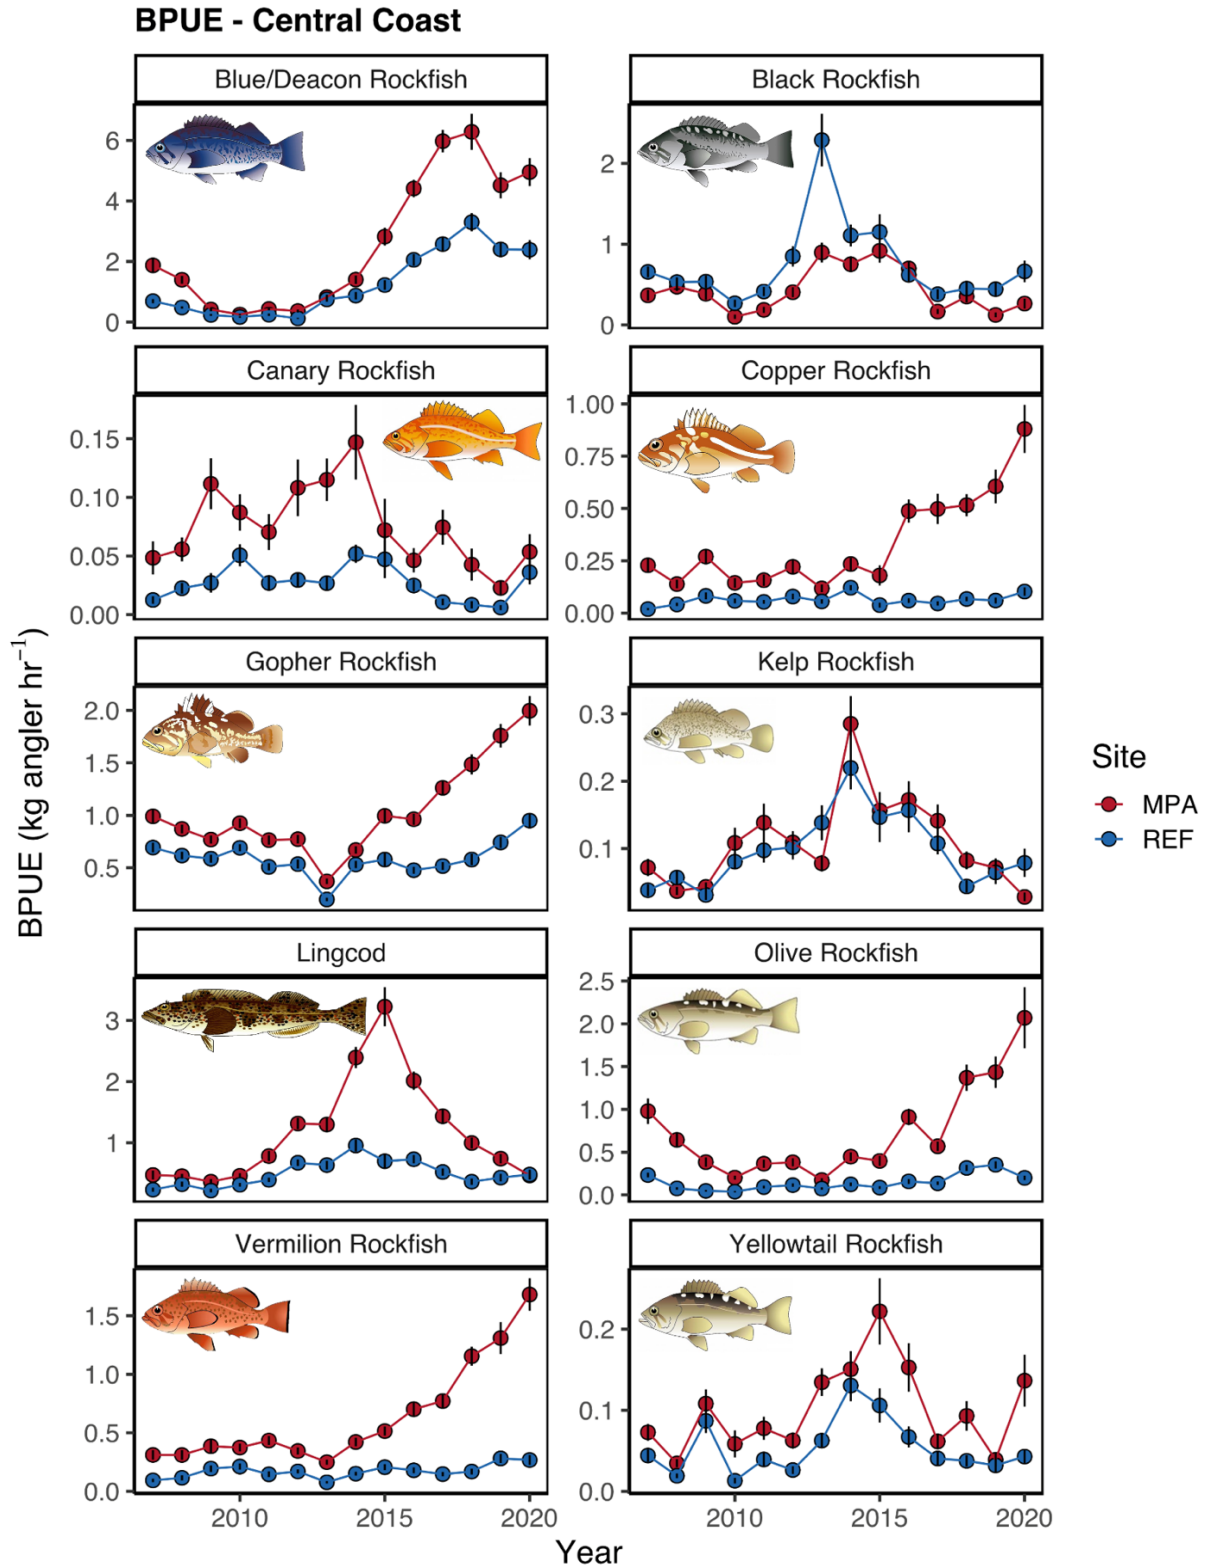 BPUE - Central Coast
Blue/Deacon Rockfish
Black Rockfish
6
4
2
0
2
1
0
Canary Rockfish
Copper Rockfish
0.15
0.10
0.05
0.00
1.00
0.75
0.50
0.25
0.00
Gopher Rockfish
Kelp Rockfish
2.0
1.5
1.0
0.5
0.3
0.2
0.1
Lingcod
Olive Rockfish
3
2
1
2.5
2.0
1.5
1.0
0.5
0.0
Vermilion Rockfish
Yellowtail Rockfish
1.5
1.0
0.5
0.0
0.2
0.1
0.0
2010 2015 2020
2010 2015 2020
Year
BPUE (kg angler hr⁻¹)
Site
MPA
REF